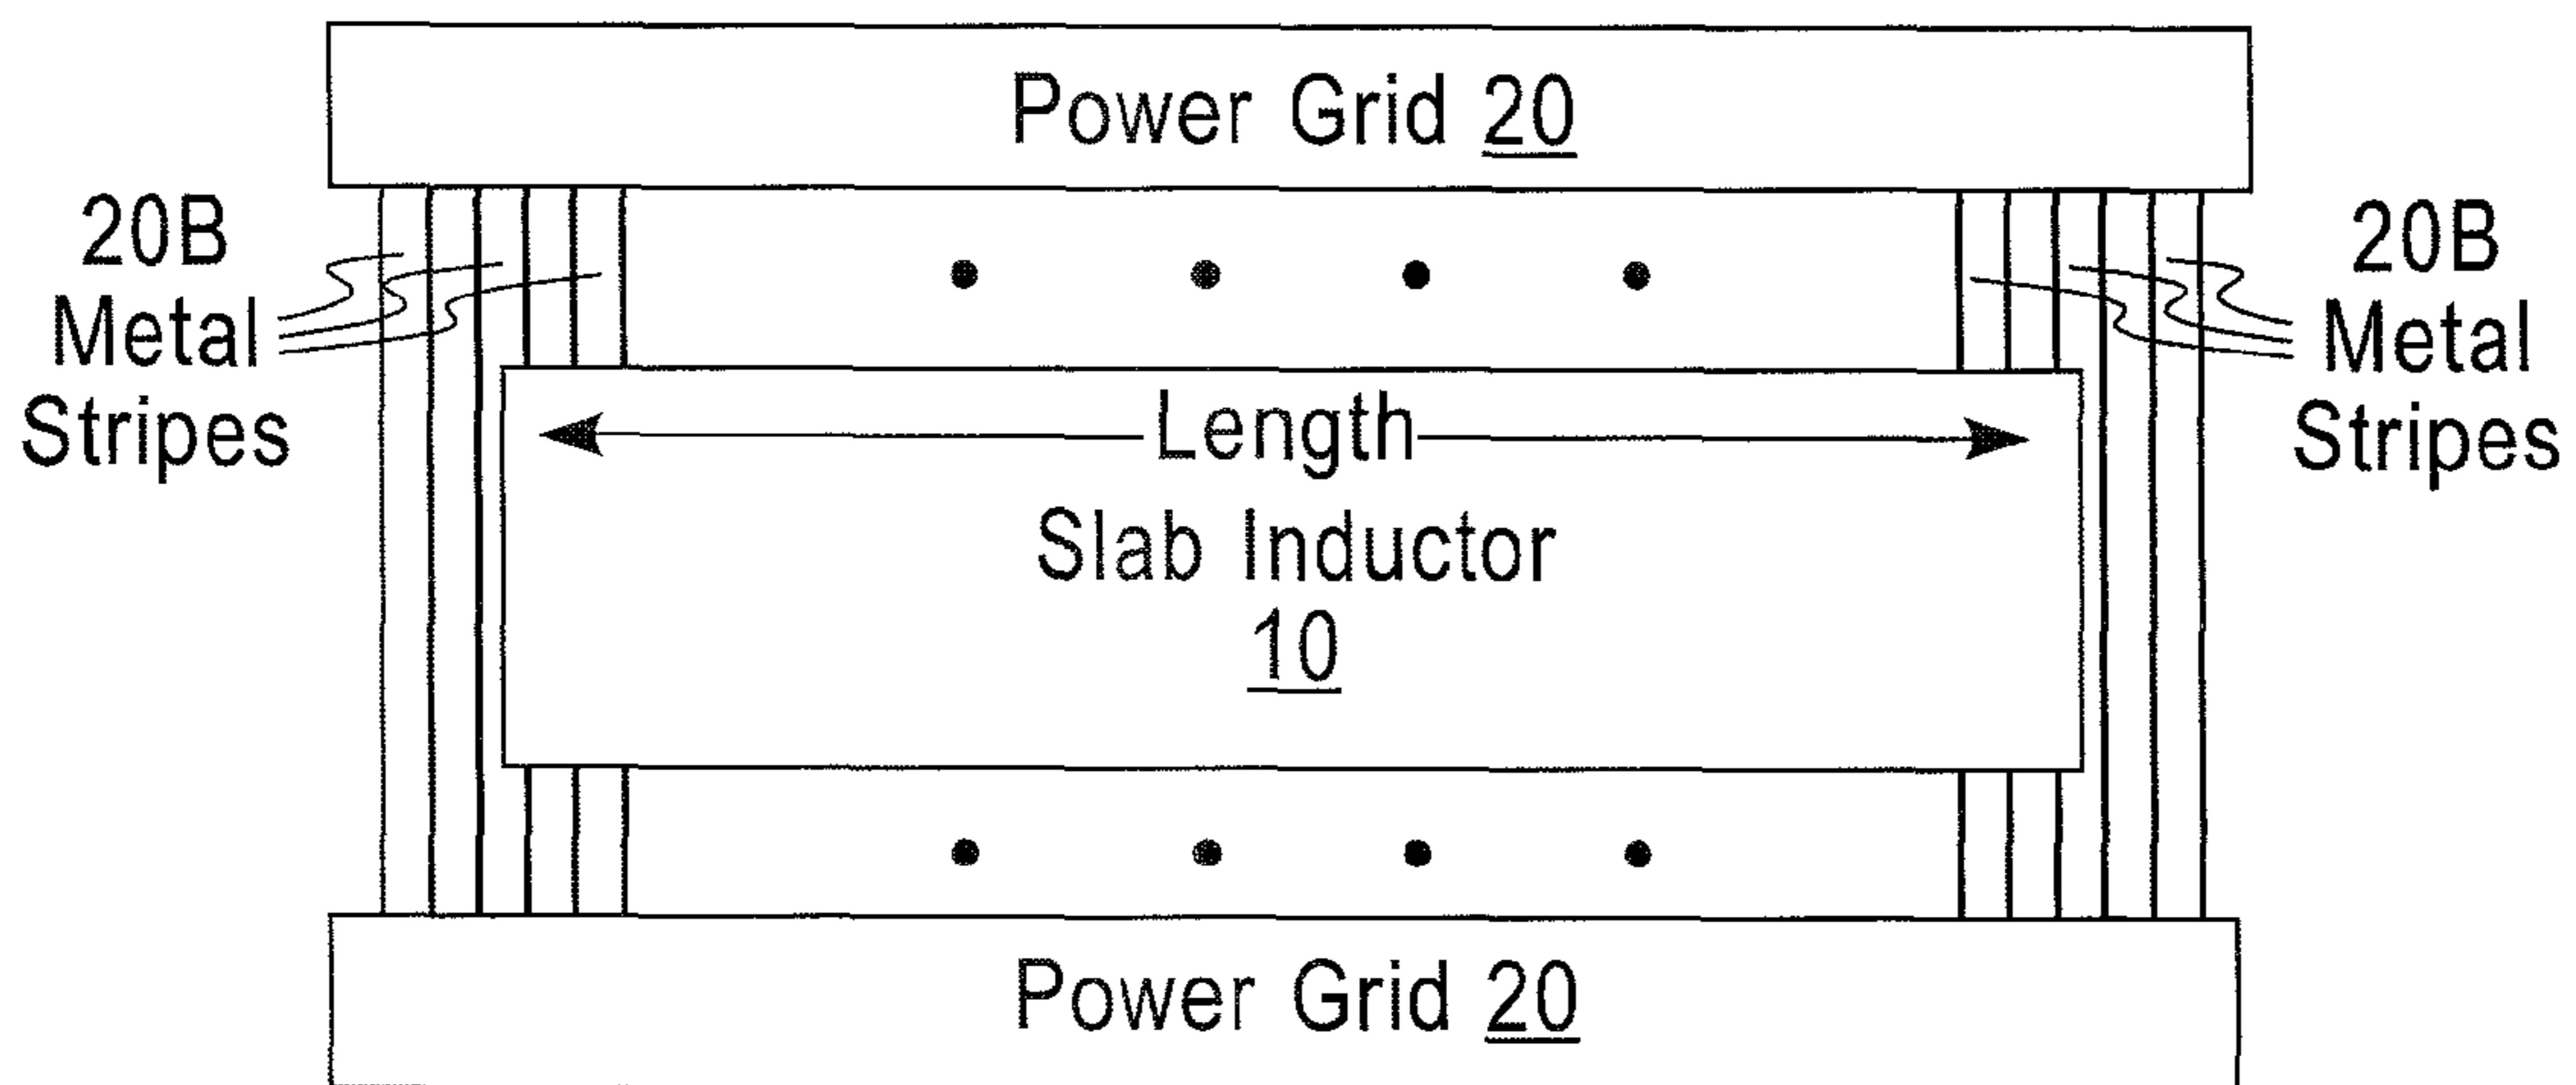 Power Grid 20
20B
Metal
Stripes
20B
Metal
Stripes
Length
Slab Inductor
10
Power Grid 20